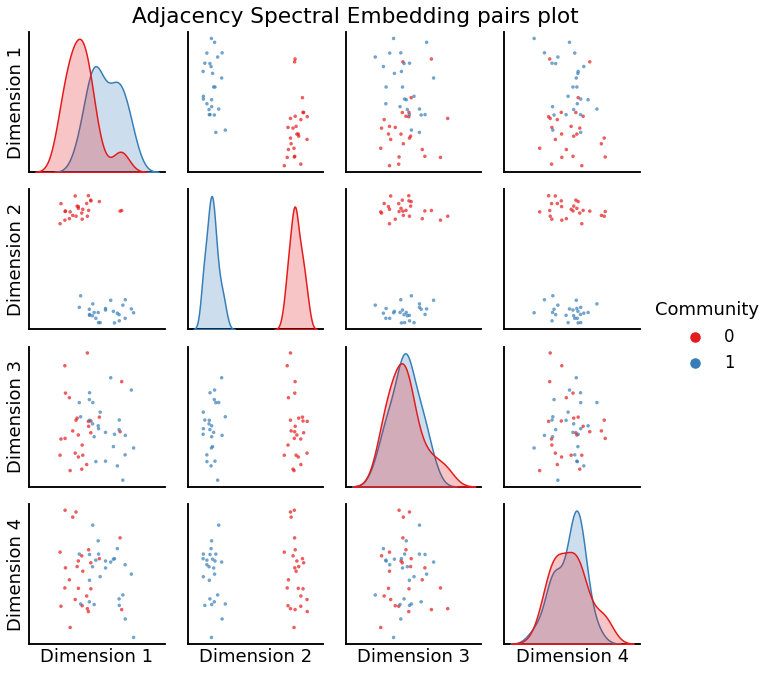 Adjacency Spectral Embedding pairs plot
Dimension 1
Dimension 2
Dimension 3
Dimension 4
Community
0
1
Dimension 1
Dimension 2
Dimension 3
Dimension 4